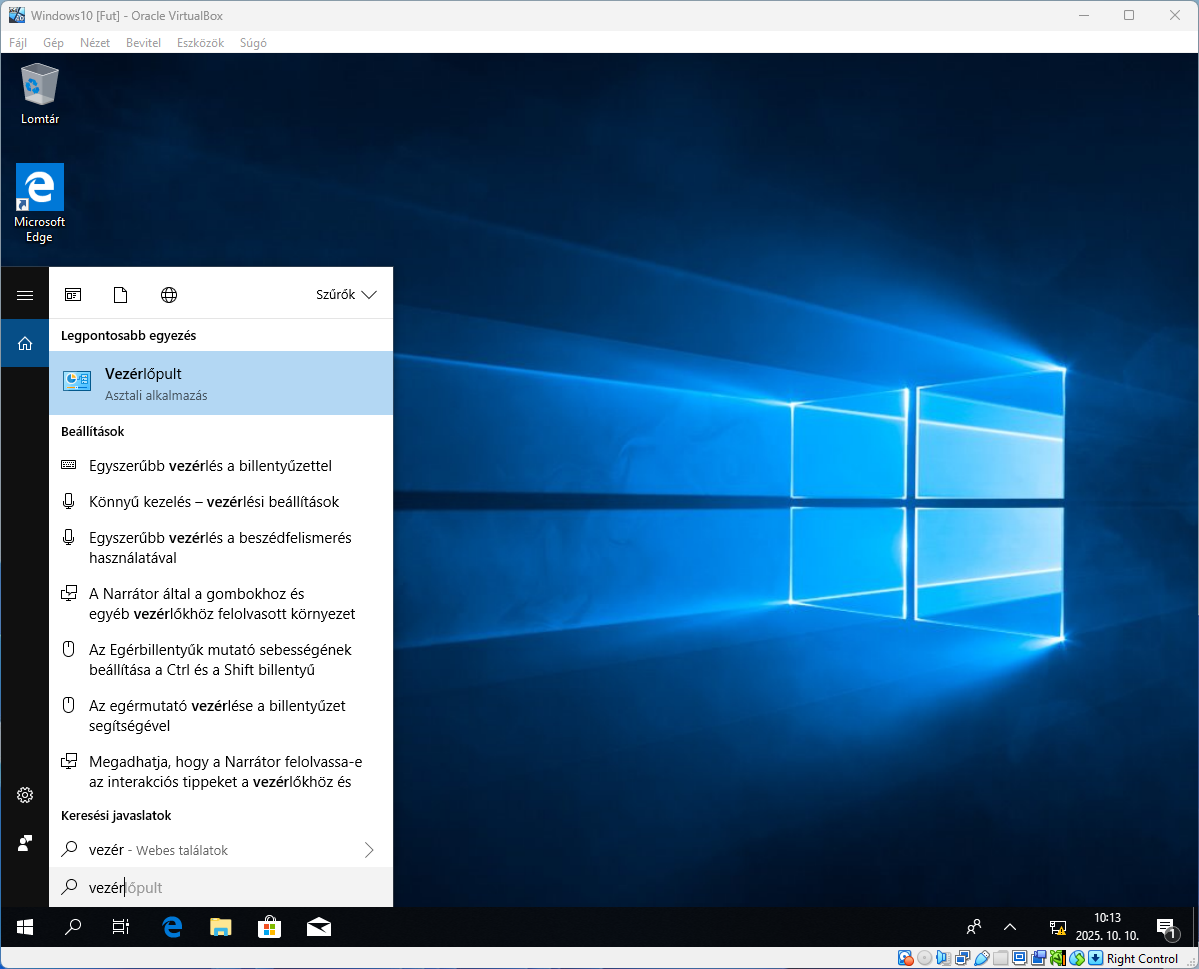 Windows10 [Fut] - Oracle VirtualBox
Fájl Gép Nézet Bevitel Eszközök Súgó
Lomtár
Microsoft
Edge
Szűrők
Legpontosabb egyezés
Vezérlőpult
Asztali alkalmazás
Beállítások
Egyszerűbb vezérlés a billentyűzettel
Könnyű kezelés – vezérlési beállítások
Egyszerűbb vezérlés a beszédfelismerés
használatával
A Narrátor által a gombokhoz és
egyéb vezérlőkhöz felolvasott környezet
Az Egérbillentyűk mutató sebességének
beállítása a Ctrl és a Shift billentyű
Az egérmutató vezérlése a billentyűzet
segítségével
Megadhatja, hogy a Narrátor felolvassa-e
az interakciós tippeket a vezérlőkhöz és
Keresési javaslatok
vezér - Webes találatok
vezérlőpult
10:13
2025. 10. 10.
1
Right Control